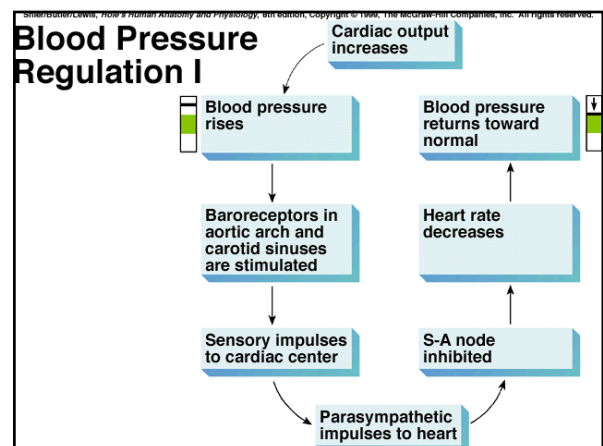 Shier/Butler/Lewis, Hole's Human Anatomy and Physiology, 8th edition, Copyright © 1999, The McGraw-Hill Companies, Inc. All rights reserved.
Blood Pressure
Regulation I
Cardiac output
increases
Blood pressure
rises
Baroreceptors in
aortic arch and
carotid sinuses
are stimulated
Sensory impulses
to cardiac center
Parasympathetic
impulses to heart
S-A node
inhibited
Heart rate
decreases
Blood pressure
returns toward
normal